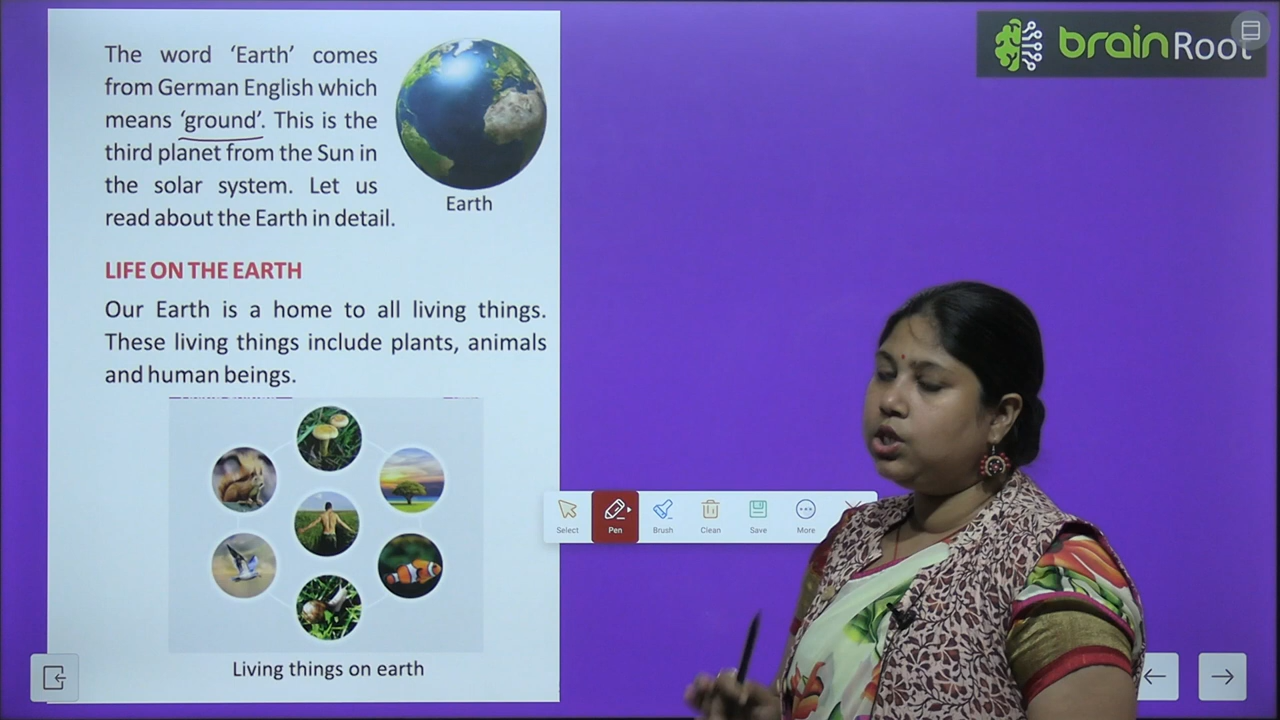 The word ‘Earth’ comes
from German English which
means ‘ground’. This is the
third planet from the Sun in
the solar system. Let us
read about the Earth in detail.
Earth
LIFE ON THE EARTH
Our Earth is a home to all living things.
These living things include plants, animals
and human beings.
Living things on earth
brainRoot
Select
Pen
Brush
Clean
Save
More